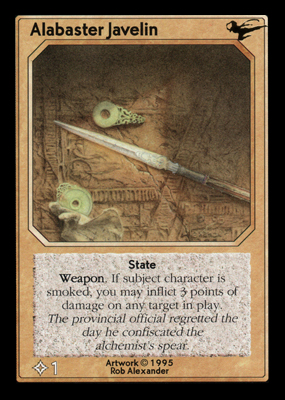 Alabaster Javelin
State
Weapon. If subject character is
smoked, you may inflict 3 points of
damage on any target in play.
The provincial official regretted the
day he confiscated the
alchemist's spear.
1
Artwork © 1995
Rob Alexander